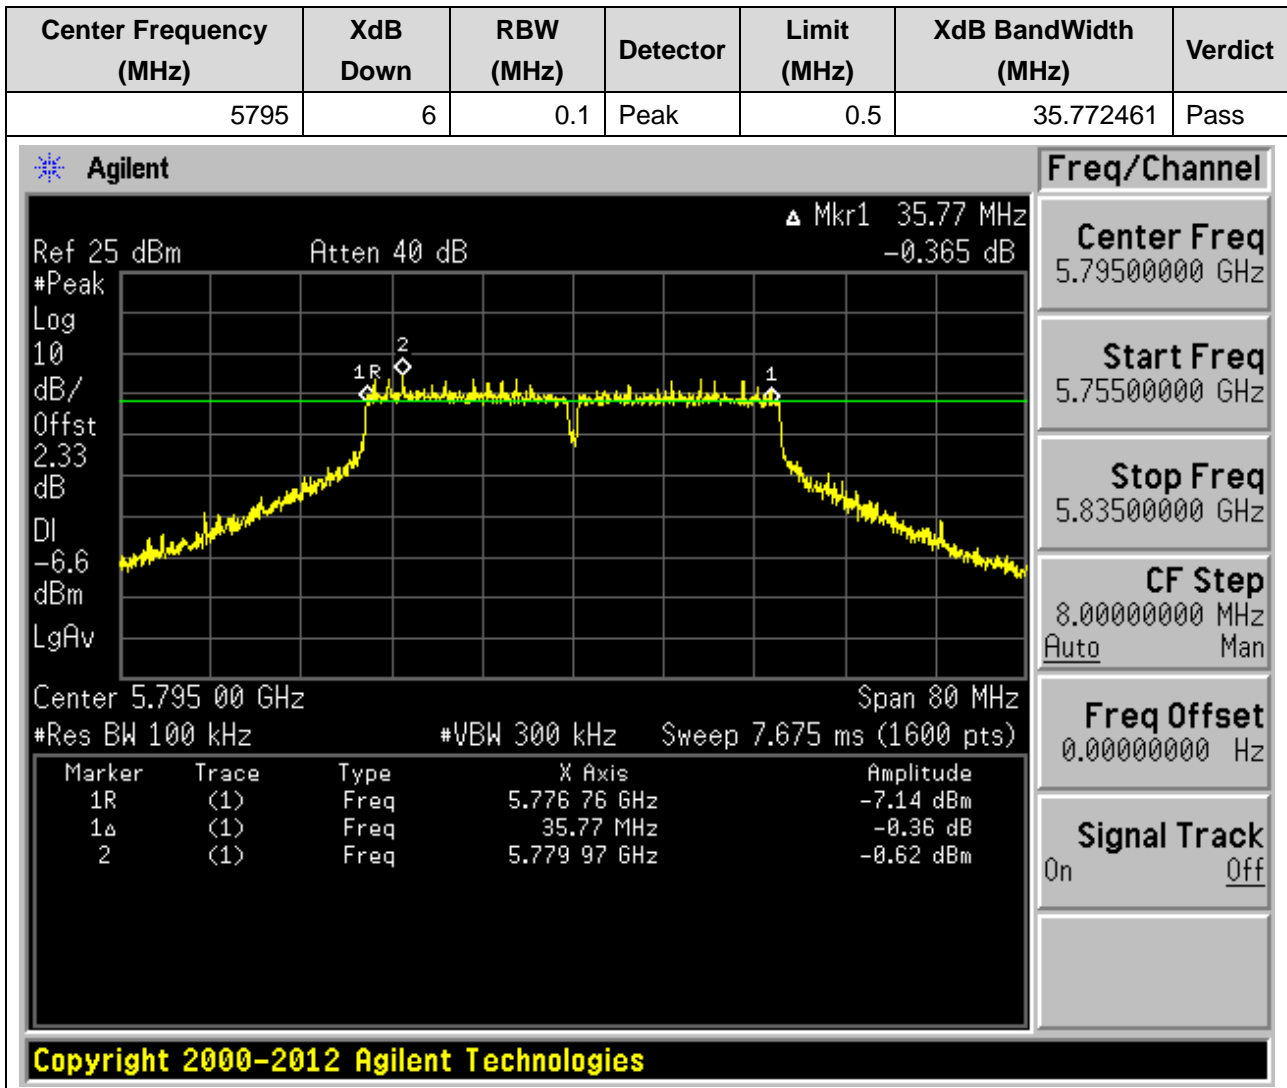 Center Frequency (MHz) XdB Down RBW (MHz) Detector Limit (MHz) XdB BandWidth (MHz) Verdict
5795 6 0.1 Peak 0.5 35.772461 Pass
Agilent
Freq/Channel
Δ Mkr1 35.77 MHz
Ref 25 dBm Atten 40 dB -0.365 dB
#Peak
Log
10
dB/
Offst
2.33
dB
DI
-6.6
dBm
LgAv
1R
2
1
Center 5.795 00 GHz Span 80 MHz
#Res BW 100 kHz #VBW 300 kHz Sweep 7.675 ms (1600 pts)
Marker Trace Type X Axis Amplitude
1R (1) Freq 5.776 76 GHz -7.14 dBm
1Δ (1) Freq 35.77 MHz -0.36 dB
2 (1) Freq 5.779 97 GHz -0.62 dBm
Center Freq
5.79500000 GHz
Start Freq
5.75500000 GHz
Stop Freq
5.83500000 GHz
CF Step
8.00000000 MHz
Auto Man
Freq Offset
0.00000000 Hz
Signal Track
On Off
Copyright 2000-2012 Agilent Technologies